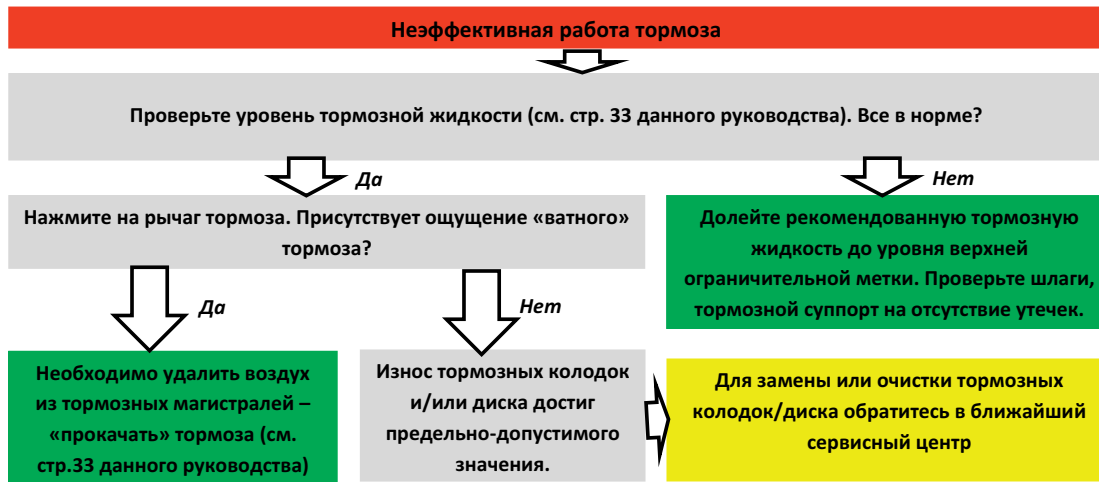 Неэффективная работа тормоза
Проверьте уровень тормозной жидкости (см. стр. 33 данного руководства). Все в норме?
Да
Нет
Нажмите на рычаг тормоза. Присутствует ощущение «ватного»
тормоза?
Долейте рекомендованную тормозную
жидкость до уровня верхней
ограничительной метки. Проверьте шлаги,
тормозной суппорт на отсутствие утечек.
Да
Нет
Необходимо удалить воздух
из тормозных магистралей –
«прокачать» тормоза (см.
стр.33 данного руководства)
Износ тормозных колодок
и/или диска достиг
предельно-допустимого
значения.
Для замены или очистки тормозных
колодок/диска обратитесь в ближайший
сервисный центр